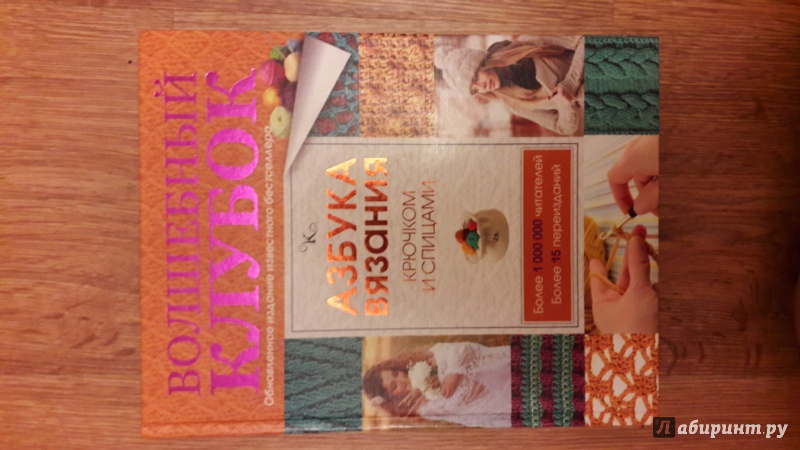 ВОЛШЕБНЫЙ
КЛУБОК
Обновленное издание известного бестселлера
К
АЗБУКА
ВЯЗАНИЯ
КРЮЧКОМ
И СПИЦАМИ
Более 1 000 000 читателей
Более 15 переизданий
Лабиринт.ру